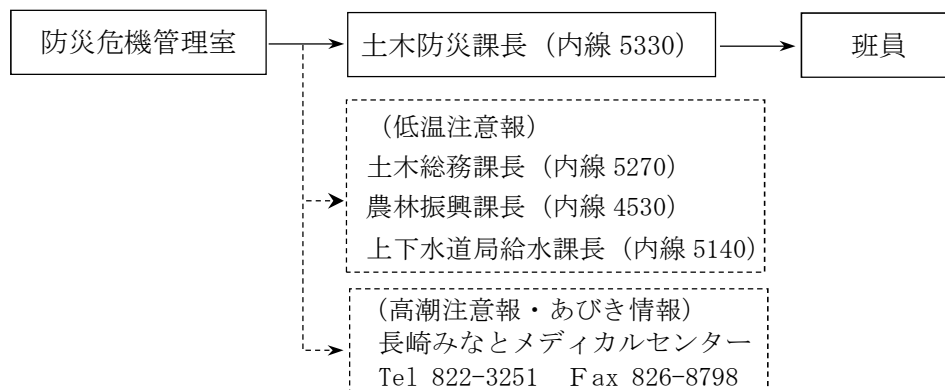 防災危機管理室
土木防災課長（内線 5330）
班員
（低温注意報）
土木総務課長（内線 5270）
農林振興課長（内線 4530）
上下水道局給水課長（内線 5140）
（高潮注意報・あびき情報）
長崎みなとメディカルセンター
Tel 822-3251　Ｆax 826-8798